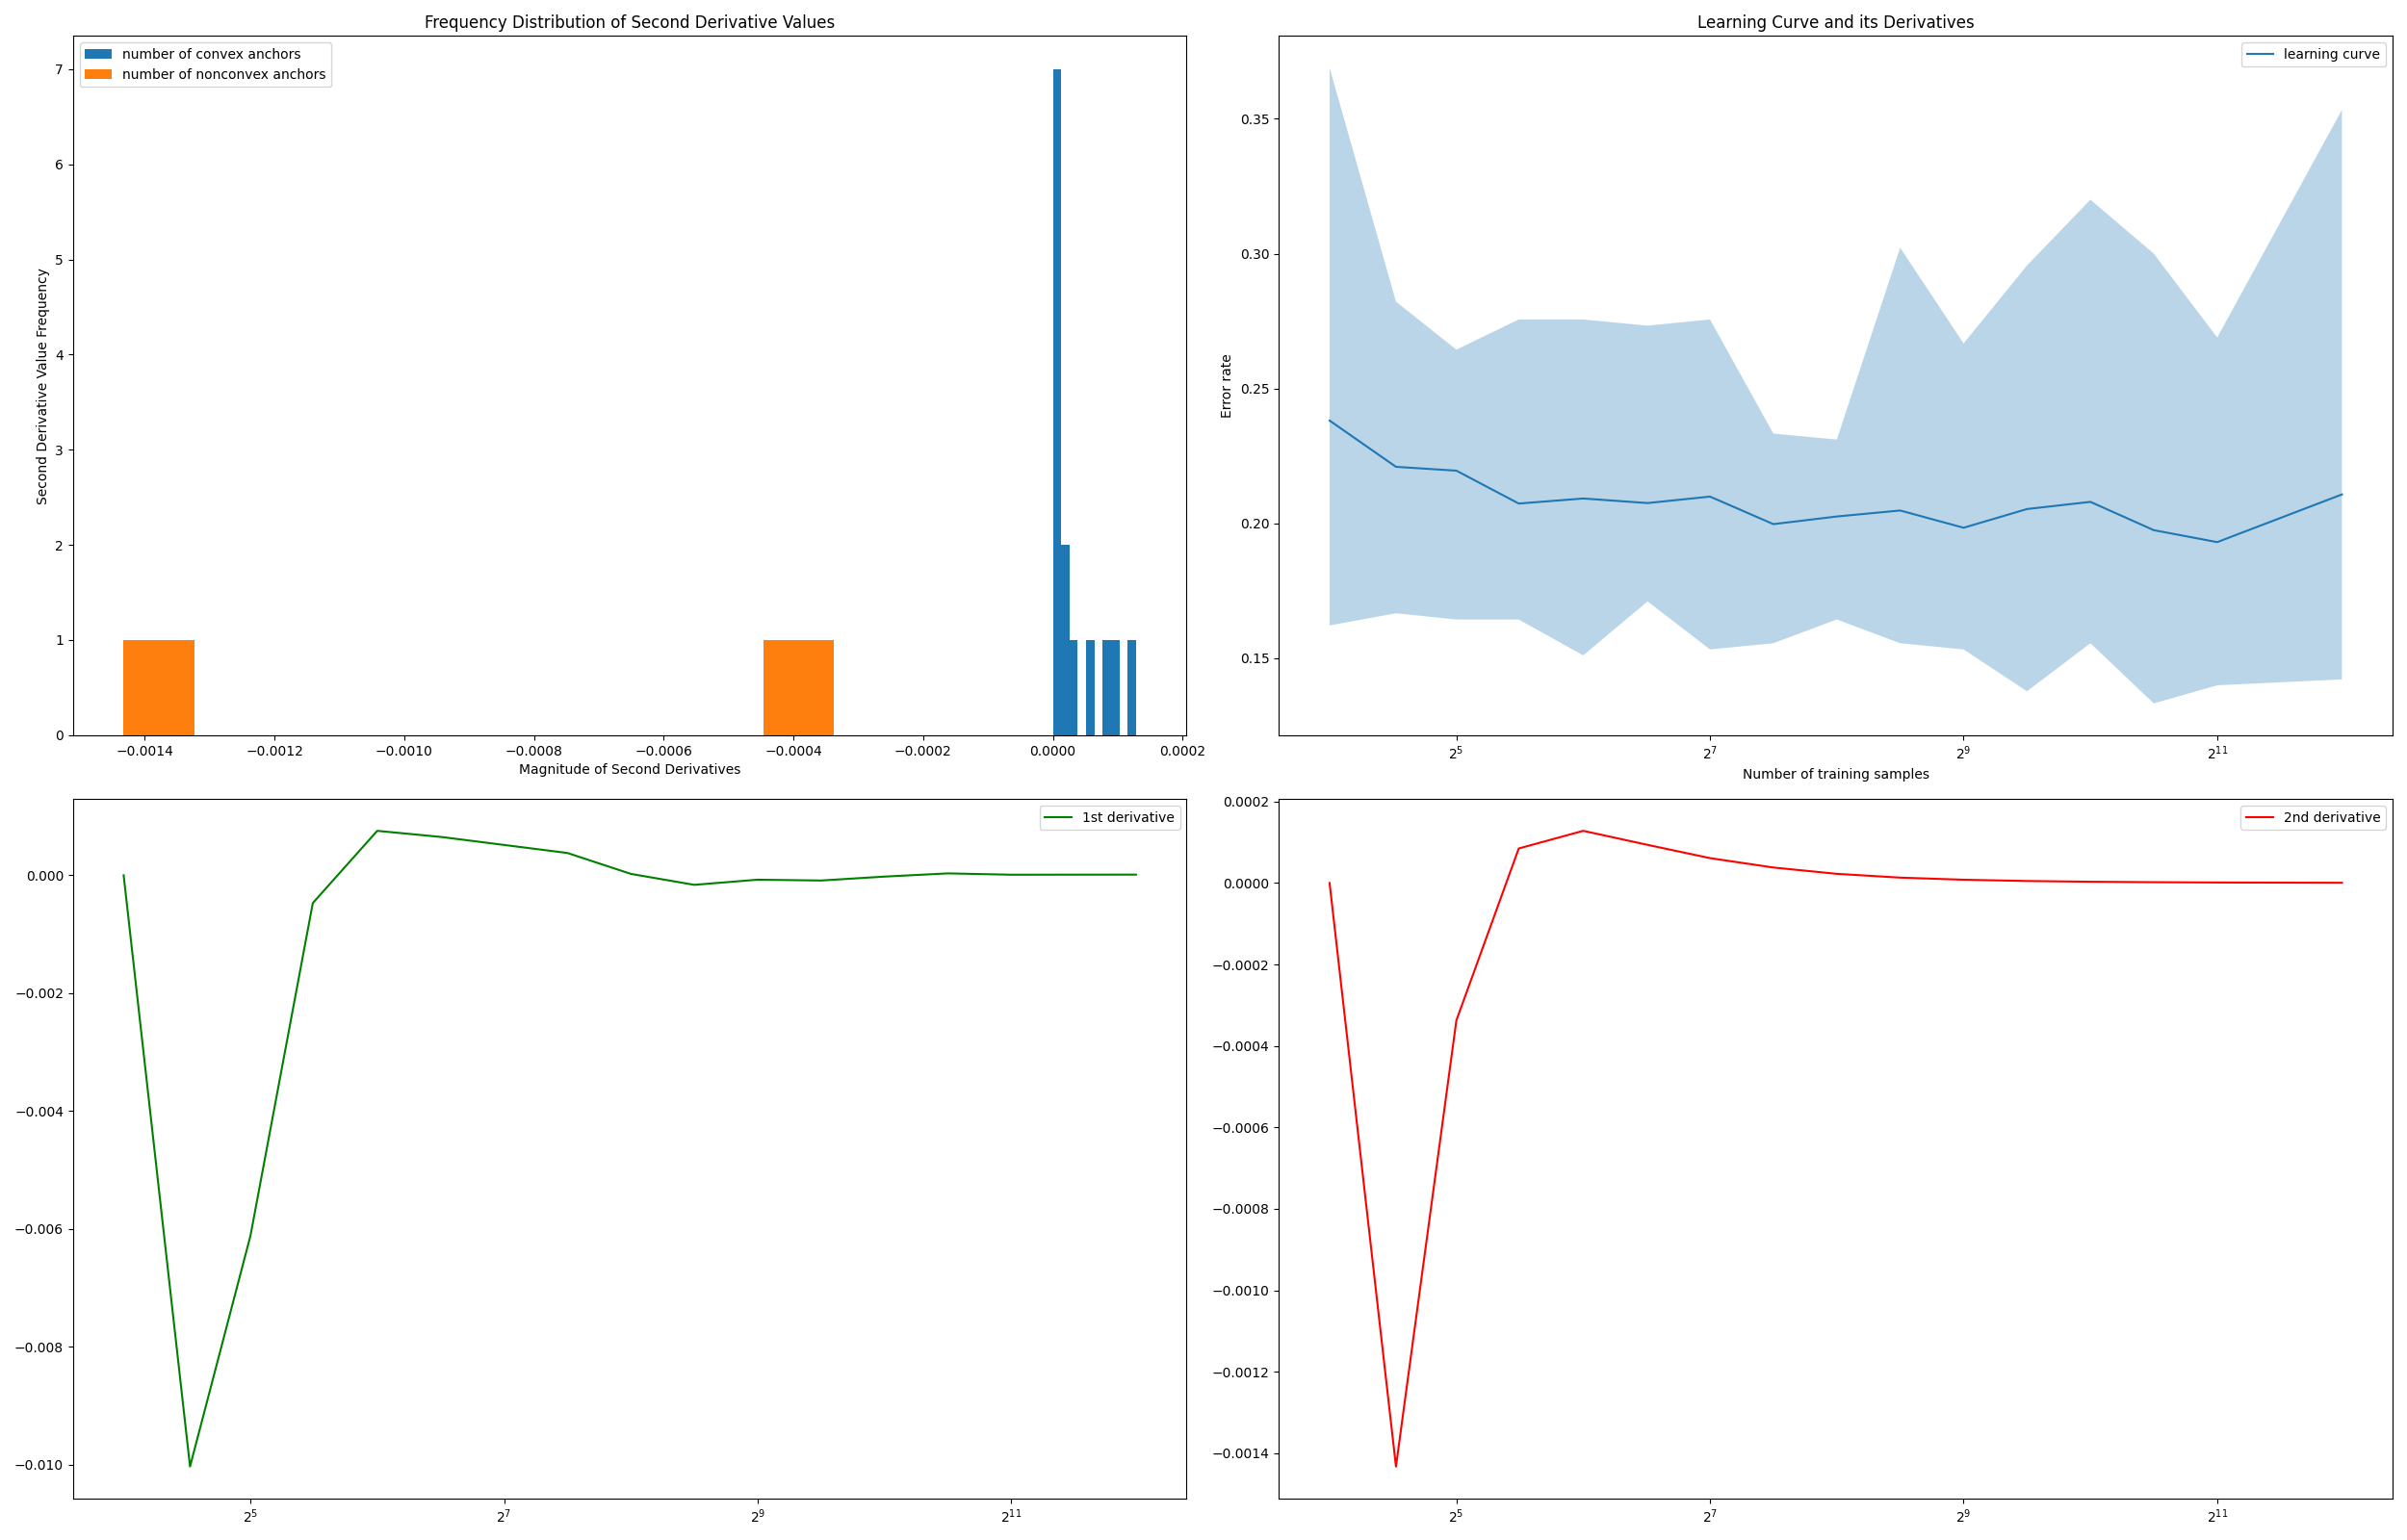 Frequency Distribution of Second Derivative Values
number of convex anchors
number of nonconvex anchors
Second Derivative Value Frequency
7
6
5
4
3
2
1
0
−0.0014 −0.0012 −0.0010 −0.0008 −0.0006 −0.0004 −0.0002 0.0000 0.0002
Magnitude of Second Derivatives
Learning Curve and its Derivatives
learning curve
Error rate
0.35
0.30
0.25
0.20
0.15
2^5 2^7 2^9 2^11
Number of training samples
1st derivative
0.000
−0.002
−0.004
−0.006
−0.008
−0.010
2^5 2^7 2^9 2^11
2nd derivative
0.0002
0.0000
−0.0002
−0.0004
−0.0006
−0.0008
−0.0010
−0.0012
−0.0014
2^5 2^7 2^9 2^11